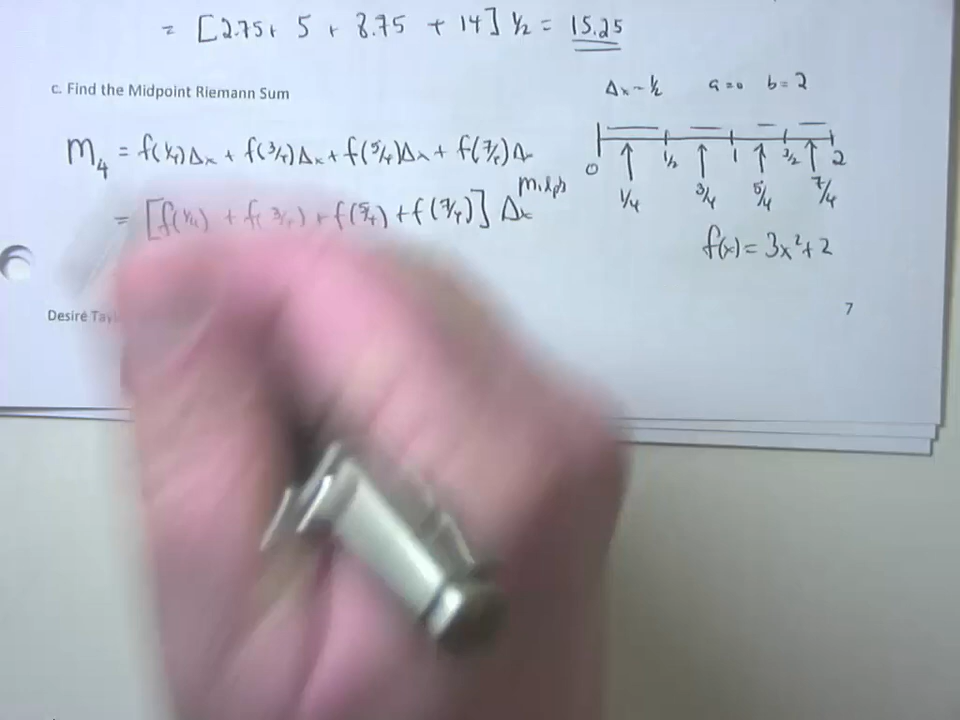 = [2.75+ 5 + 8.75 + 14] ½ = 15.25
c. Find the Midpoint Riemann Sum
Δx - ½ a=0 b=2
M4 = f(¼)Δx + f(3/4)Δx + f(5/4)Δx + f(7/4)Δx
0 ½ 1 3/2 2
¼ 3/4 5/4 7/4
= [f(¼) + f(3/4) + f(5/4) + f(7/4)] Δx
f(x) = 3x²+2
7
Desiré